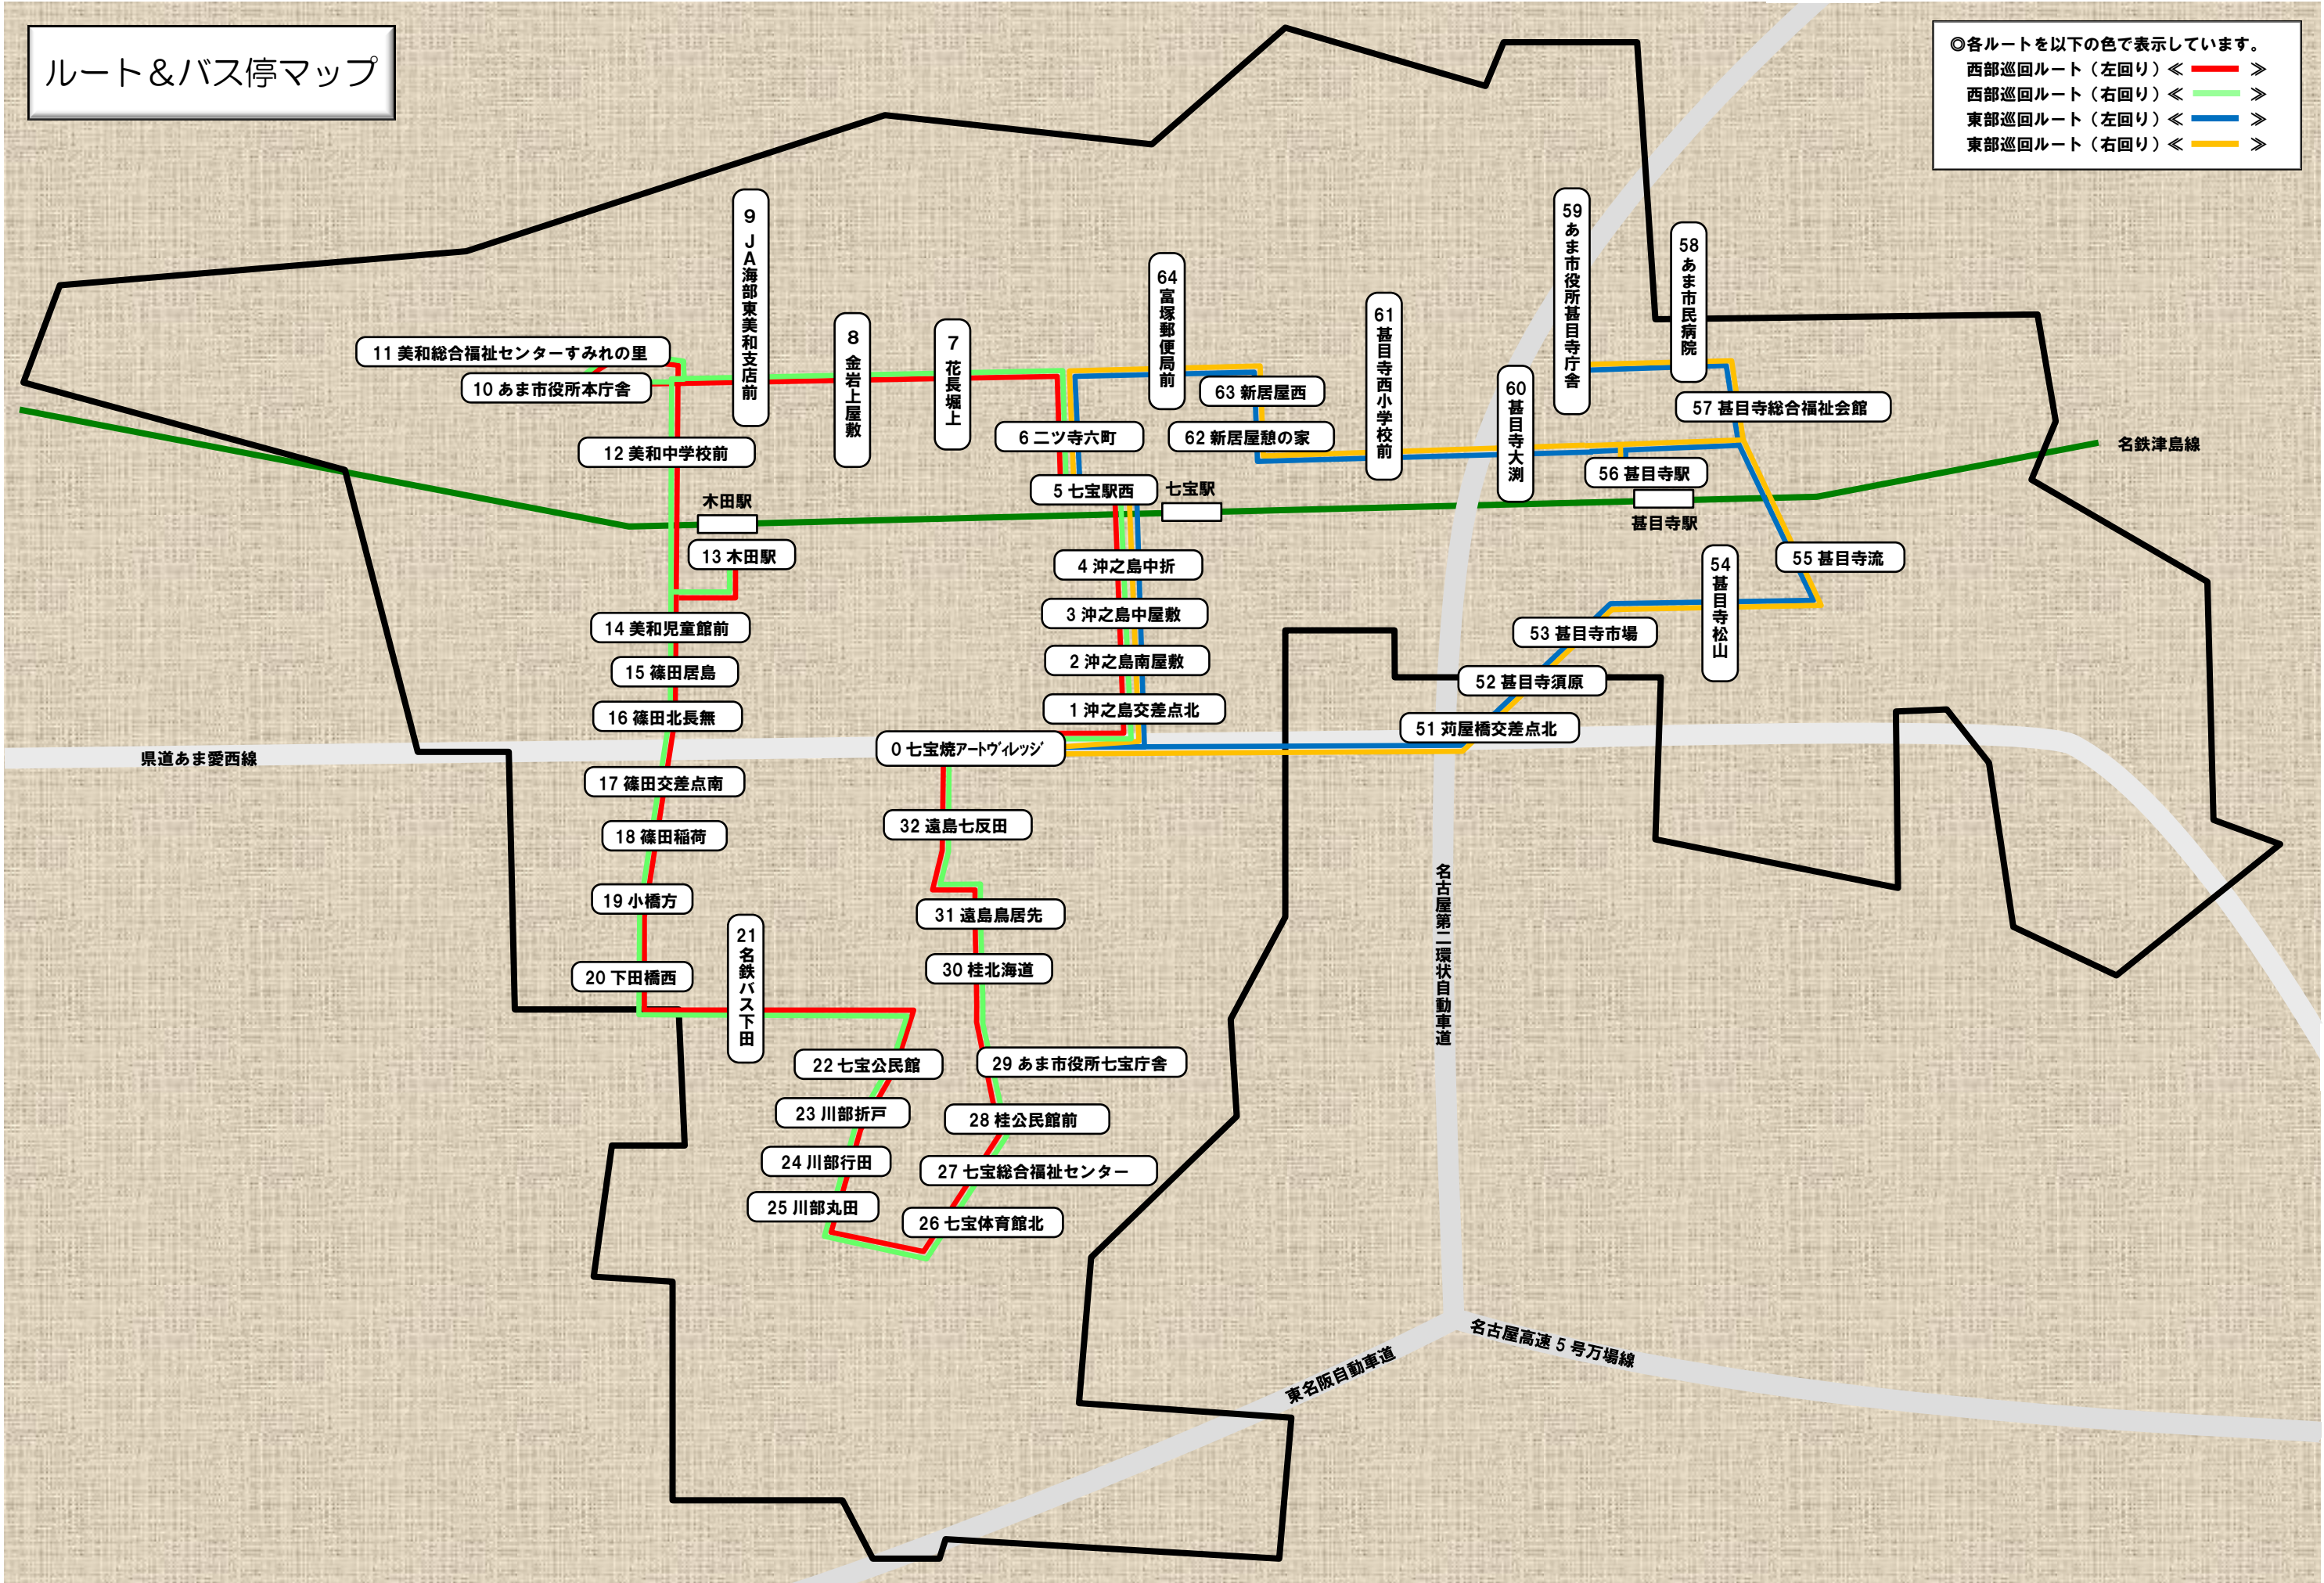 ルート＆バス停マップ
◎各ルートを以下の色で表示しています。
西部巡回ルート（左回り）≪ ≫
西部巡回ルート（右回り）≪ ≫
東部巡回ルート（左回り）≪ ≫
東部巡回ルート（右回り）≪ ≫
9 ＪＡ海部東美和支店前
8 金岩上屋敷
7 花長堀上
64 富塚郵便局前
61 甚目寺西小学校前
60 甚目寺大渕
59 あま市役所甚目寺庁舎
58 あま市民病院
11 美和総合福祉センターすみれの里
10 あま市役所本庁舎
63 新居屋西
57 甚目寺総合福祉会館
12 美和中学校前
6 二ツ寺六町
62 新居屋憩の家
名鉄津島線
56 甚目寺駅
5 七宝駅西
七宝駅
木田駅
甚目寺駅
13 木田駅
4 沖之島中折
55 甚目寺流
54 甚目寺松山
3 沖之島中屋敷
14 美和児童館前
53 甚目寺市場
2 沖之島南屋敷
15 篠田居島
52 甚目寺須原
1 沖之島交差点北
16 篠田北長無
51 苅屋橋交差点北
0 七宝焼アートヴィレッジ
県道あま愛西線
17 篠田交差点南
32 遠島七反田
18 篠田稲荷
19 小橋方
31 遠島鳥居先
名古屋第二環状自動車道
30 桂北海道
20 下田橋西
21 名鉄バス下田
22 七宝公民館
29 あま市役所七宝庁舎
23 川部折戸
28 桂公民館前
24 川部行田
27 七宝総合福祉センター
25 川部丸田
26 七宝体育館北
名古屋高速５号万場線
東名阪自動車道